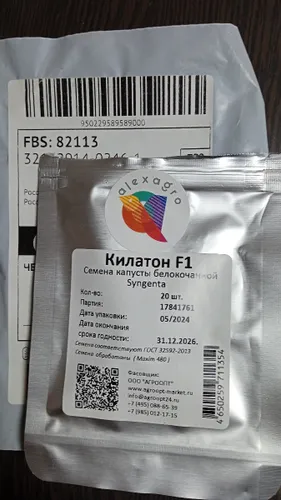 950229589589000
FBS: 82113
alexagro
Килатон F1
Семена капусты белокочанной
Syngenta
Кол-во: 20 шт.
Партия: 17841761
Дата упаковки: 05/2024
Дата окончания
срока годности: 31.12.2026.
Семена соответствуют ГОСТ 32592-2013
Семена обработаны ( Maxim 480 )
Фасовщик:
ООО "АГРООПТ"
www.agroopt-market.ru
info@agroopt24.ru
+7 (495) 088-65-39
+7 (985) 012-17-15
4650259711354